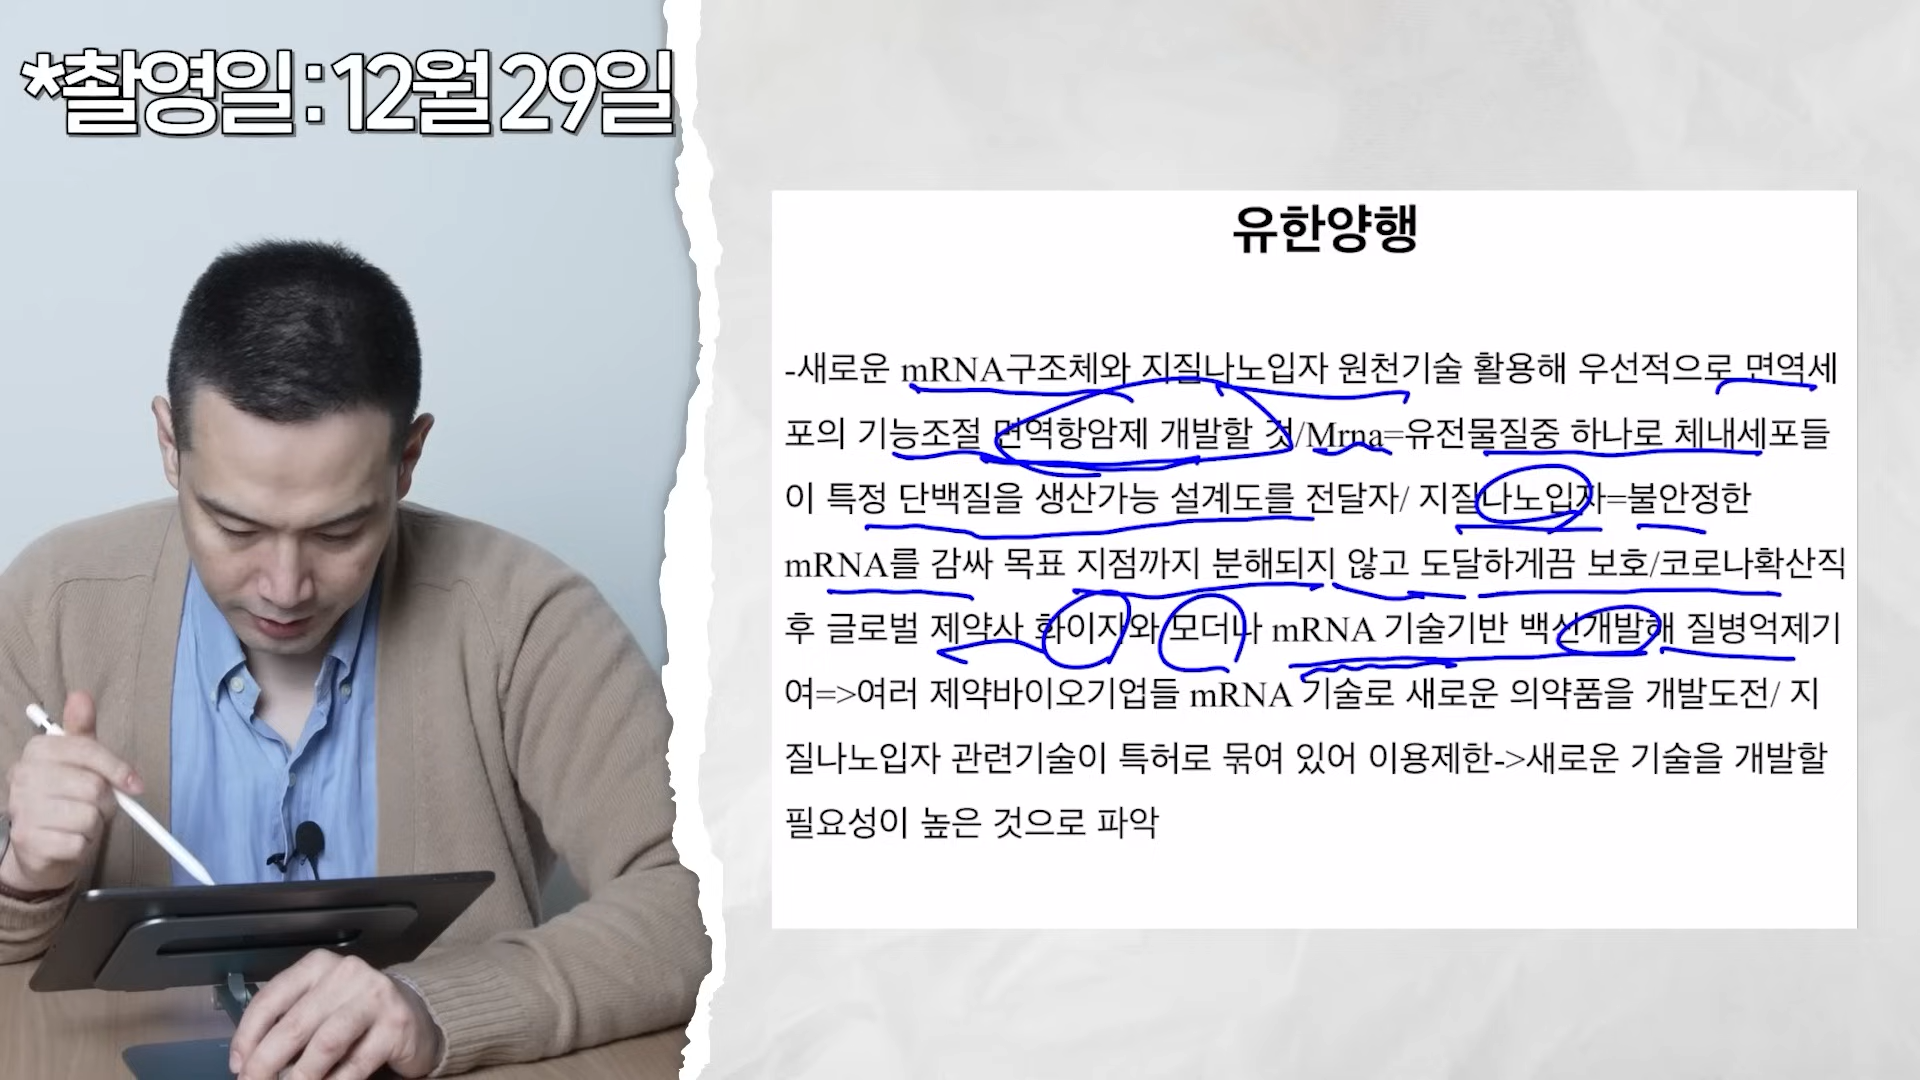 *촬영일 : 12월 29일
유한양행
-새로운 mRNA구조체와 지질나노입자 원천기술 활용해 우선적으로 면역세
포의 기능조절 면역항암제 개발할 것/Mrna=유전물질중 하나로 체내세포들
이 특정 단백질을 생산가능 설계도를 전달자/ 지질나노입자=불안정한
mRNA를 감싸 목표 지점까지 분해되지 않고 도달하게끔 보호/코로나확산직
후 글로벌 제약사 화이자와 모더나 mRNA 기술기반 백신개발해 질병억제기
여=>여러 제약바이오기업들 mRNA 기술로 새로운 의약품을 개발도전/ 지
질나노입자 관련기술이 특허로 묶여 있어 이용제한->새로운 기술을 개발할
필요성이 높은 것으로 파악